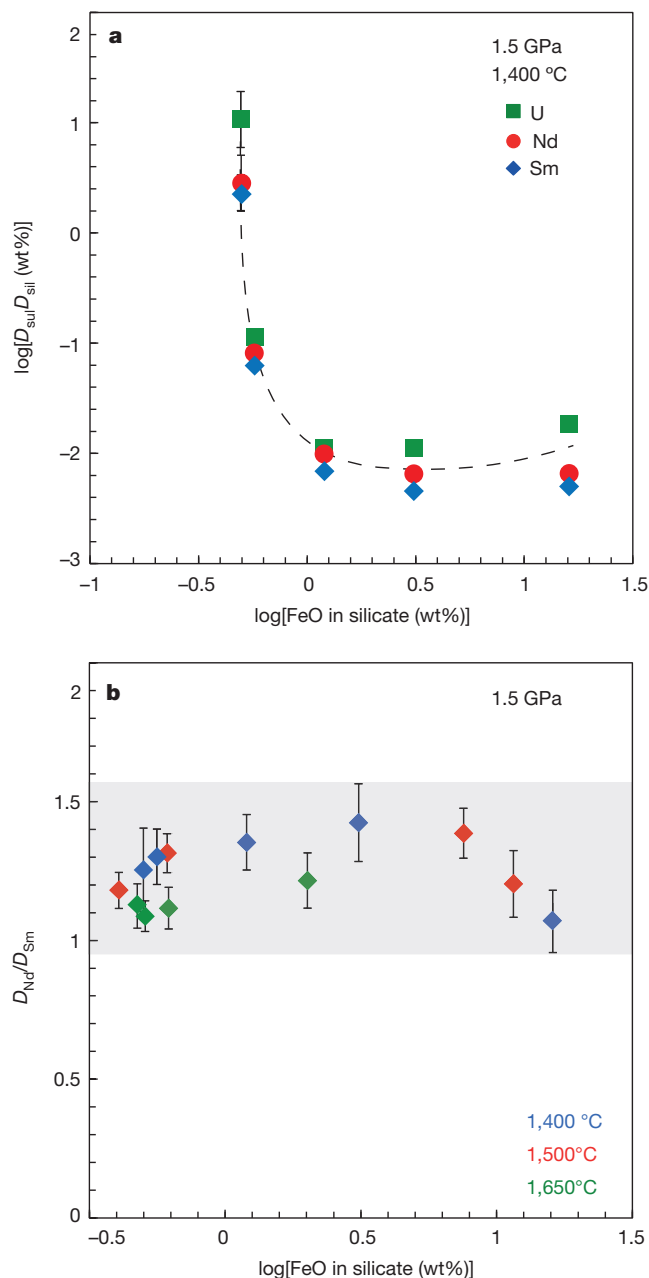 a
1.5 GPa
1,400 ºC
U
Nd
Sm
2
1
0
−1
−2
−3
log[DsulDsil (wt%)]
−1
−0.5
0
0.5
1
1.5
log[FeO in silicate (wt%)]
b
1.5 GPa
2
1.5
1
0.5
0
DNd/DSm
1,400 °C
1,500°C
1,650°C
−0.5
0
0.5
1
1.5
log[FeO in silicate (wt%)]